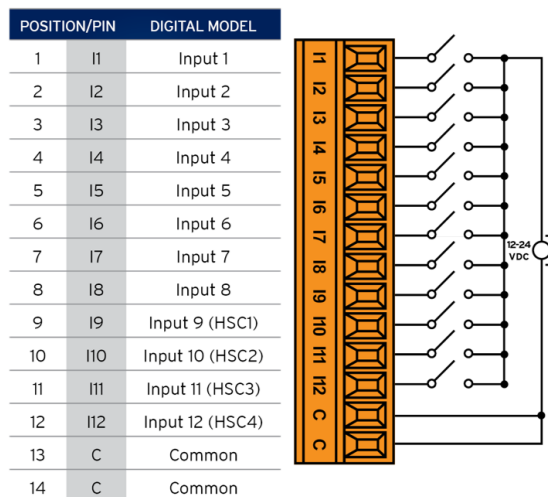 POSITION/PIN DIGITAL MODEL
1 I1 Input 1
2 I2 Input 2
3 I3 Input 3
4 I4 Input 4
5 I5 Input 5
6 I6 Input 6
7 I7 Input 7
8 I8 Input 8
9 I9 Input 9 (HSC1)
10 I10 Input 10 (HSC2)
11 I11 Input 11 (HSC3)
12 I12 Input 12 (HSC4)
13 C Common
14 C Common
I1
I2
I3
I4
I5
I6
I7
I8
I9
I10
I11
I12
C
C
12-24
VDC